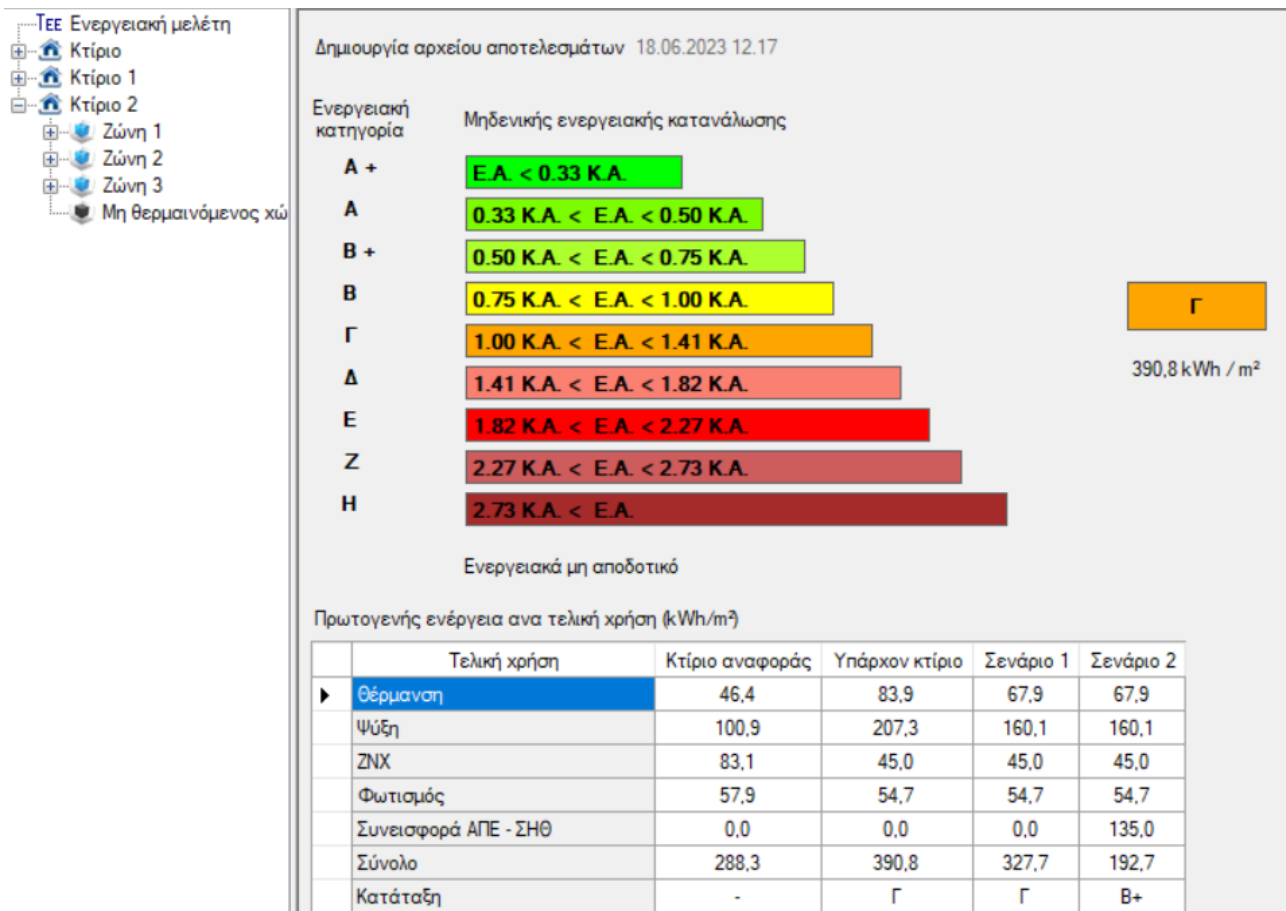 ΤΕΕ Ενεργειακή μελέτη
Κτίριο
Κτίριο 1
Κτίριο 2
Ζώνη 1
Ζώνη 2
Ζώνη 3
Μη θερμαινόμενος χώ
Δημιουργία αρχείου αποτελεσμάτων 18.06.2023 12.17
Ενεργειακή κατηγορία
Μηδενικής ενεργειακής κατανάλωσης
Α + Ε.Α. < 0.33 Κ.Α.
Α 0.33 Κ.Α. < Ε.Α. < 0.50 Κ.Α.
Β + 0.50 Κ.Α. < Ε.Α. < 0.75 Κ.Α.
Β 0.75 Κ.Α. < Ε.Α. < 1.00 Κ.Α.
Γ 1.00 Κ.Α. < Ε.Α. < 1.41 Κ.Α.
Δ 1.41 Κ.Α. < Ε.Α. < 1.82 Κ.Α.
Ε 1.82 Κ.Α. < Ε.Α. < 2.27 Κ.Α.
Ζ 2.27 Κ.Α. < Ε.Α. < 2.73 Κ.Α.
Η 2.73 Κ.Α. < Ε.Α.
Γ
390,8 kWh / m²
Ενεργειακά μη αποδοτικό
Πρωτογενής ενέργεια ανα τελική χρήση (kWh/m²)
Τελική χρήση Κτίριο αναφοράς Υπάρχον κτίριο Σενάριο 1 Σενάριο 2
Θέρμανση 46,4 83,9 67,9 67,9
Ψύξη 100,9 207,3 160,1 160,1
ΖΝΧ 83,1 45,0 45,0 45,0
Φωτισμός 57,9 54,7 54,7 54,7
Συνεισφορά ΑΠΕ - ΣΗΘ 0,0 0,0 0,0 135,0
Σύνολο 288,3 390,8 327,7 192,7
Κατάταξη - Γ Γ Β+